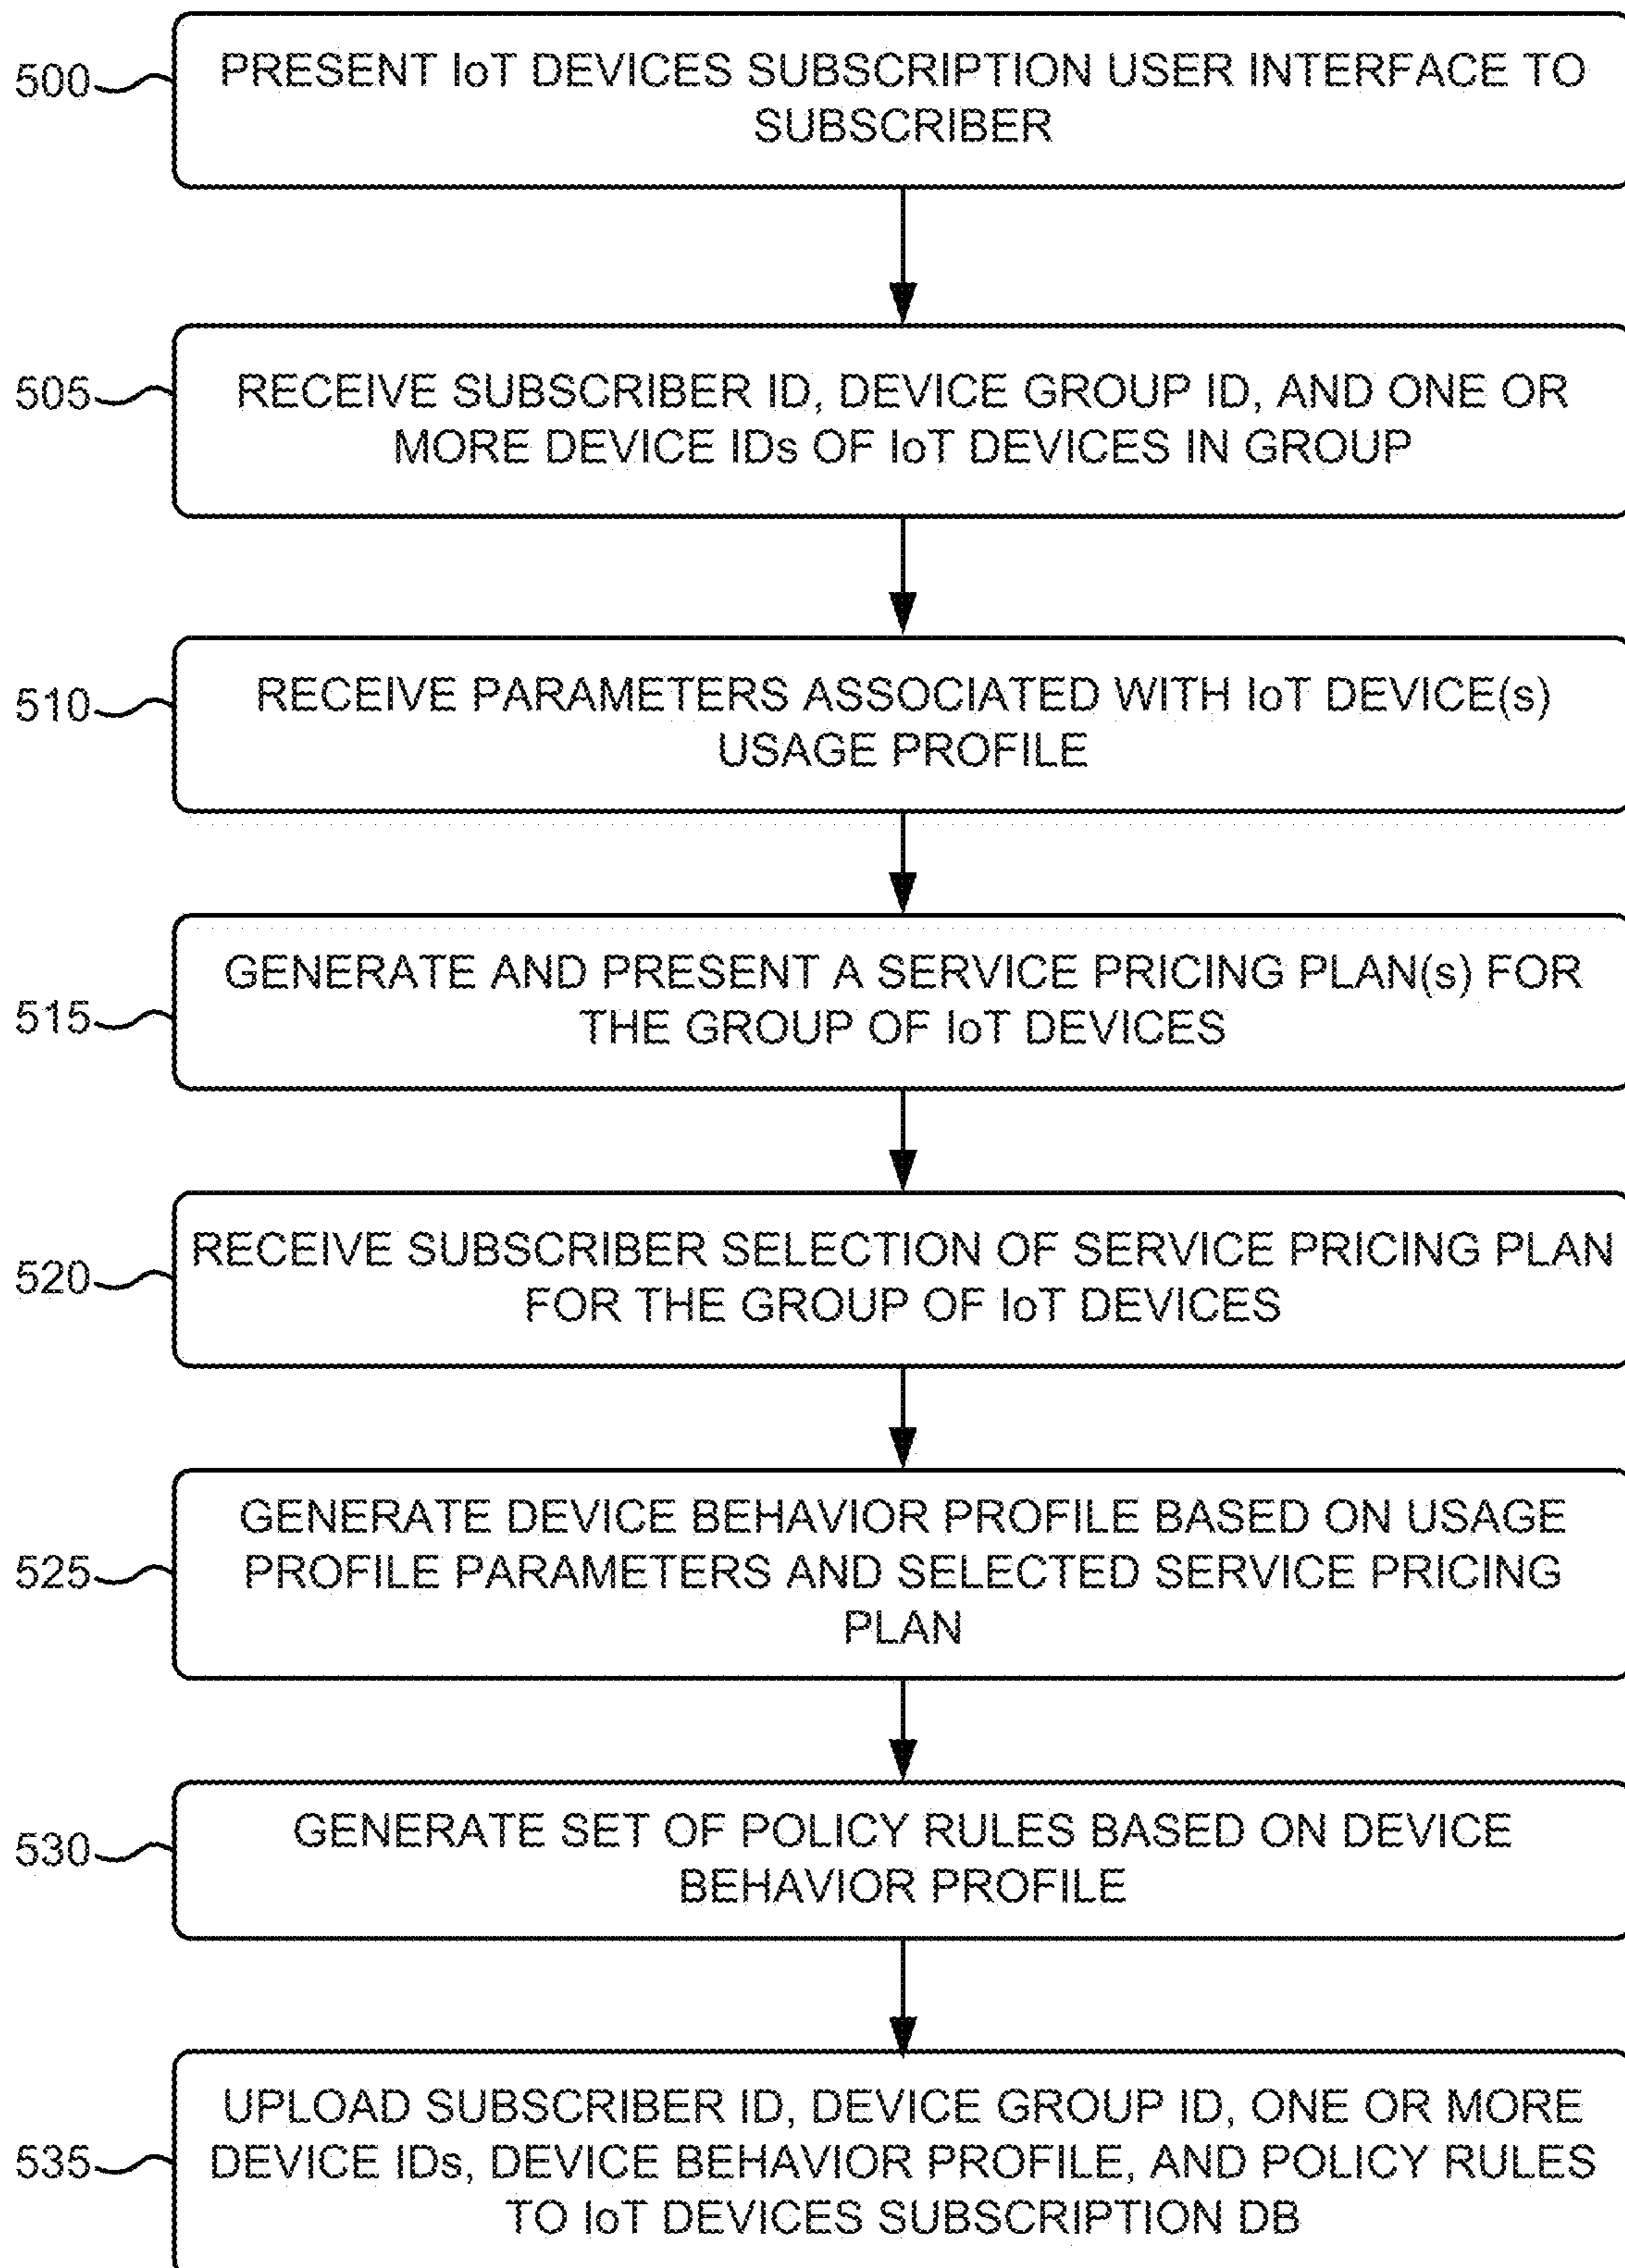 500
PRESENT IoT DEVICES SUBSCRIPTION USER INTERFACE TO
SUBSCRIBER
505
RECEIVE SUBSCRIBER ID, DEVICE GROUP ID, AND ONE OR
MORE DEVICE IDs OF IoT DEVICES IN GROUP
510
RECEIVE PARAMETERS ASSOCIATED WITH IoT DEVICE(s)
USAGE PROFILE
515
GENERATE AND PRESENT A SERVICE PRICING PLAN(s) FOR
THE GROUP OF IoT DEVICES
520
RECEIVE SUBSCRIBER SELECTION OF SERVICE PRICING PLAN
FOR THE GROUP OF IoT DEVICES
525
GENERATE DEVICE BEHAVIOR PROFILE BASED ON USAGE
PROFILE PARAMETERS AND SELECTED SERVICE PRICING
PLAN
530
GENERATE SET OF POLICY RULES BASED ON DEVICE
BEHAVIOR PROFILE
535
UPLOAD SUBSCRIBER ID, DEVICE GROUP ID, ONE OR MORE
DEVICE IDs, DEVICE BEHAVIOR PROFILE, AND POLICY RULES
TO IoT DEVICES SUBSCRIPTION DB